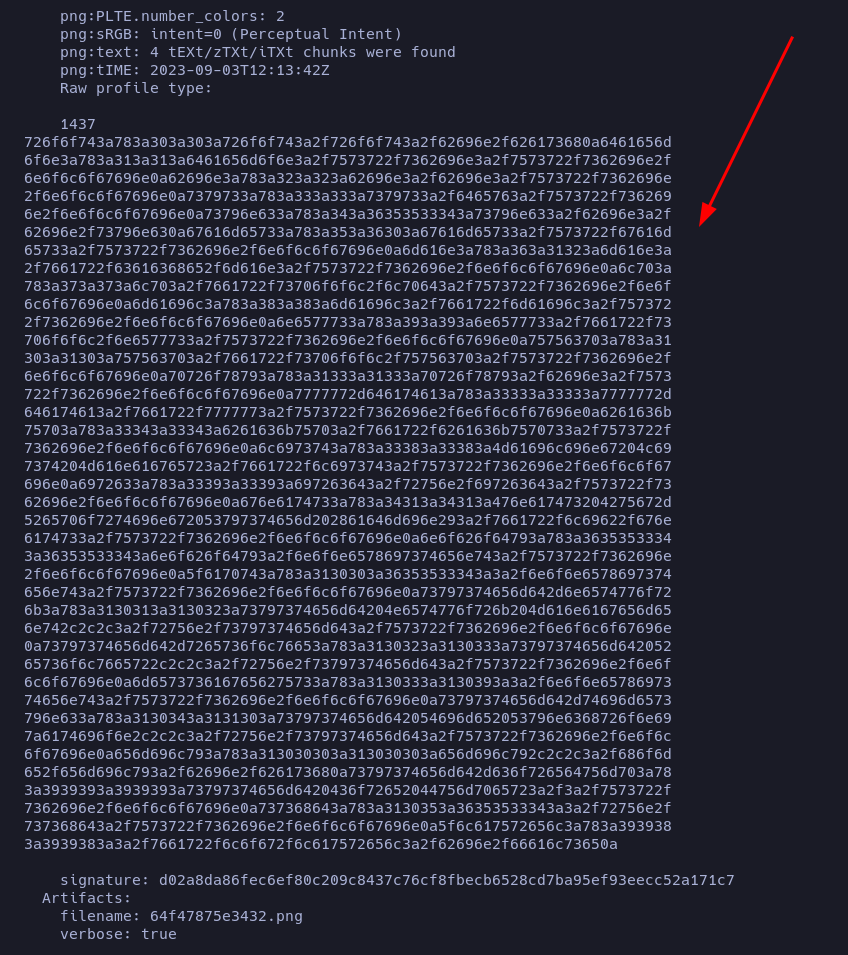 png:PLTE.number_colors: 2
png:sRGB: intent=0 (Perceptual Intent)
png:text: 4 tEXt/zTXt/iTXt chunks were found
png:tIME: 2023-09-03T12:13:42Z
Raw profile type:
1437
726f6f743a783a303a303a726f6f743a2f726f6f743a2f62696e2f626173680a6461656d
6f6e3a783a313a313a6461656d6f6e3a2f7573722f7362696e3a2f7573722f7362696e2f
6e6f6c6f67696e0a62696e3a783a323a323a62696e3a2f62696e3a2f7573722f7362696e
2f6e6f6c6f67696e0a7379733a783a333a333a7379733a2f6465763a2f7573722f736269
6e2f6e6f6c6f67696e0a73796e633a783a343a36353533343a73796e633a2f62696e3a2f
62696e2f73796e630a67616d65733a783a353a36303a67616d65733a2f7573722f67616d
65733a2f7573722f7362696e2f6e6f6c6f67696e0a6d616e3a783a363a31323a6d616e3a
2f7661722f63616368652f6d616e3a2f7573722f7362696e2f6e6f6c6f67696e0a6c703a
783a373a373a6c703a2f7661722f73706f6f6c2f6c70643a2f7573722f7362696e2f6e6f
6c6f67696e0a6d61696c3a783a383a383a6d61696c3a2f7661722f6d61696c3a2f757372
2f7362696e2f6e6f6c6f67696e0a6e6577733a783a393a393a6e6577733a2f7661722f73
706f6f6c2f6e6577733a2f7573722f7362696e2f6e6f6c6f67696e0a757563703a783a31
303a31303a757563703a2f7661722f73706f6f6c2f757563703a2f7573722f7362696e2f
6e6f6c6f67696e0a70726f78793a783a31333a31333a70726f78793a2f62696e3a2f7573
722f7362696e2f6e6f6c6f67696e0a7777772d646174613a783a33333a33333a7777772d
646174613a2f7661722f7777773a2f7573722f7362696e2f6e6f6c6f67696e0a6261636b
75703a783a33343a33343a6261636b75703a2f7661722f6261636b7570733a2f7573722f
7362696e2f6e6f6c6f67696e0a6c6973743a783a33383a33383a4d61696c696e67204c69
7374204d616e616765723a2f7661722f6c6973743a2f7573722f7362696e2f6e6f6c6f67
696e0a6972633a783a33393a33393a697263643a2f72756e2f697263643a2f7573722f73
62696e2f6e6f6c6f67696e0a676e6174733a783a34313a34313a476e617473204275672d
5265706f7274696e672053797374656d202861646d696e293a2f7661722f6c69622f676e
6174733a2f7573722f7362696e2f6e6f6c6f67696e0a6e6f626f64793a783a3635353334
3a36353533343a6e6f626f64793a2f6e6f6e6578697374656e743a2f7573722f7362696e
2f6e6f6c6f67696e0a5f6170743a783a3130303a36353533343a3a2f6e6f6e6578697374
656e743a2f7573722f7362696e2f6e6f6c6f67696e0a73797374656d642d6e6574776f72
6b3a783a3130313a3130323a73797374656d64204e6574776f726b204d616e6167656d65
6e742c2c2c3a2f72756e2f73797374656d643a2f7573722f7362696e2f6e6f6c6f67696e
0a73797374656d642d7265736f6c76653a783a3130323a3130333a73797374656d642052
65736f6c7665722c2c2c3a2f72756e2f73797374656d643a2f7573722f7362696e2f6e6f
6c6f67696e0a6d6573736167656275733a783a3130333a3130393a3a2f6e6f6e65786973
74656e743a2f7573722f7362696e2f6e6f6c6f67696e0a73797374656d642d74696d6573
796e633a783a3130343a3131303a73797374656d642054696d652053796e6368726f6e69
7a6174696f6e2c2c2c3a2f72756e2f73797374656d643a2f7573722f7362696e2f6e6f6c
6f67696e0a656d696c793a783a313030303a313030303a656d696c792c2c2c3a2f686f6d
652f656d696c793a2f62696e2f626173680a73797374656d642d636f726564756d703a78
3a3939393a3939393a73797374656d6420436f72652044756d7065723a2f3a2f7573722f
7362696e2f6e6f6c6f67696e0a737368643a783a3130353a36353533343a3a2f72756e2f
737368643a2f7573722f7362696e2f6e6f6c6f67696e0a5f6c617572656c3a783a393938
3a3939383a3a2f7661722f6c6f672f6c617572656c3a2f62696e2f66616c73650a
signature: d02a8da86fec6ef80c209c8437c76cf8fbecb6528cd7ba95ef93eecc52a171c7
Artifacts:
filename: 64f47875e3432.png
verbose: true